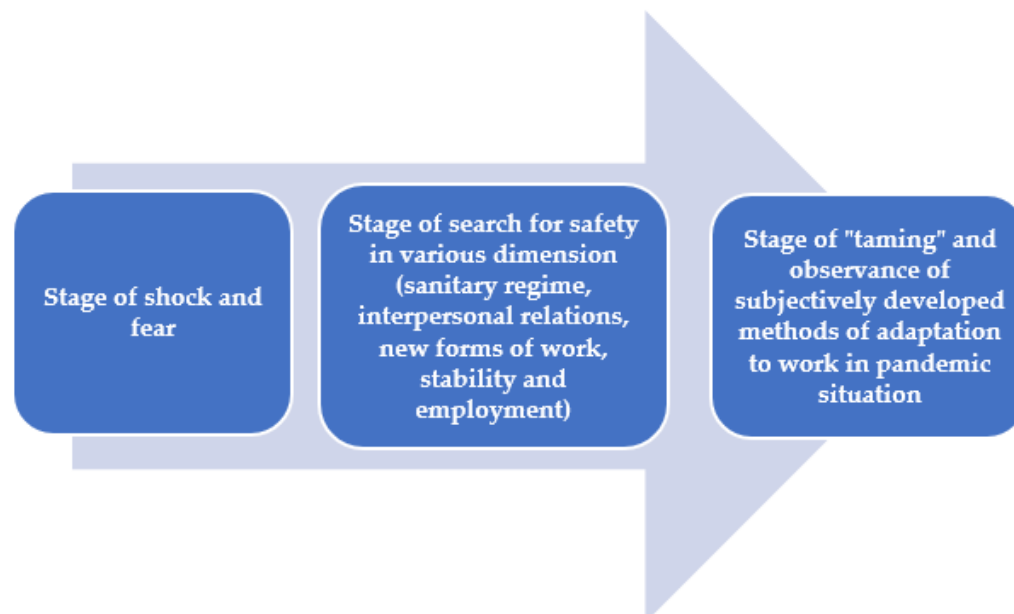 Stage of shock and
fear
Stage of search for safety
in various dimension
(sanitary regime,
interpersonal relations,
new forms of work,
stability and
employment)
Stage of "taming" and
observance of
subjectively developed
methods of adaptation
to work in pandemic
situation